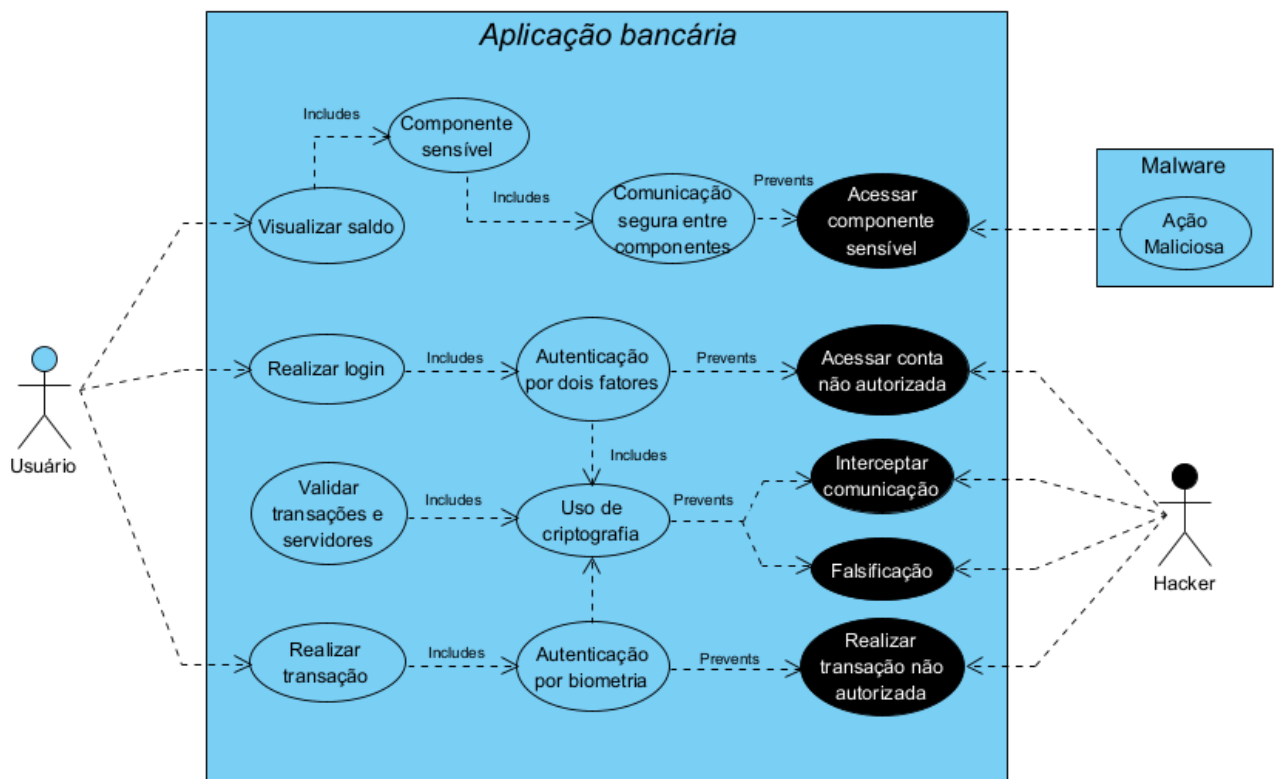 Aplicação bancária
Includes
Componente
sensível
Includes
Comunicação
segura entre
componentes
Prevents
Acessar
componente
sensível
Malware
Ação
Maliciosa
Visualizar saldo
Usuário
Realizar login
Includes
Autenticação
por dois fatores
Prevents
Acessar conta
não autorizada
Includes
Validar
transações e
servidores
Includes
Uso de
criptografia
Prevents
Interceptar
comunicação
Falsificação
Hacker
Realizar
transação
Includes
Autenticação
por biometria
Prevents
Realizar
transação não
autorizada